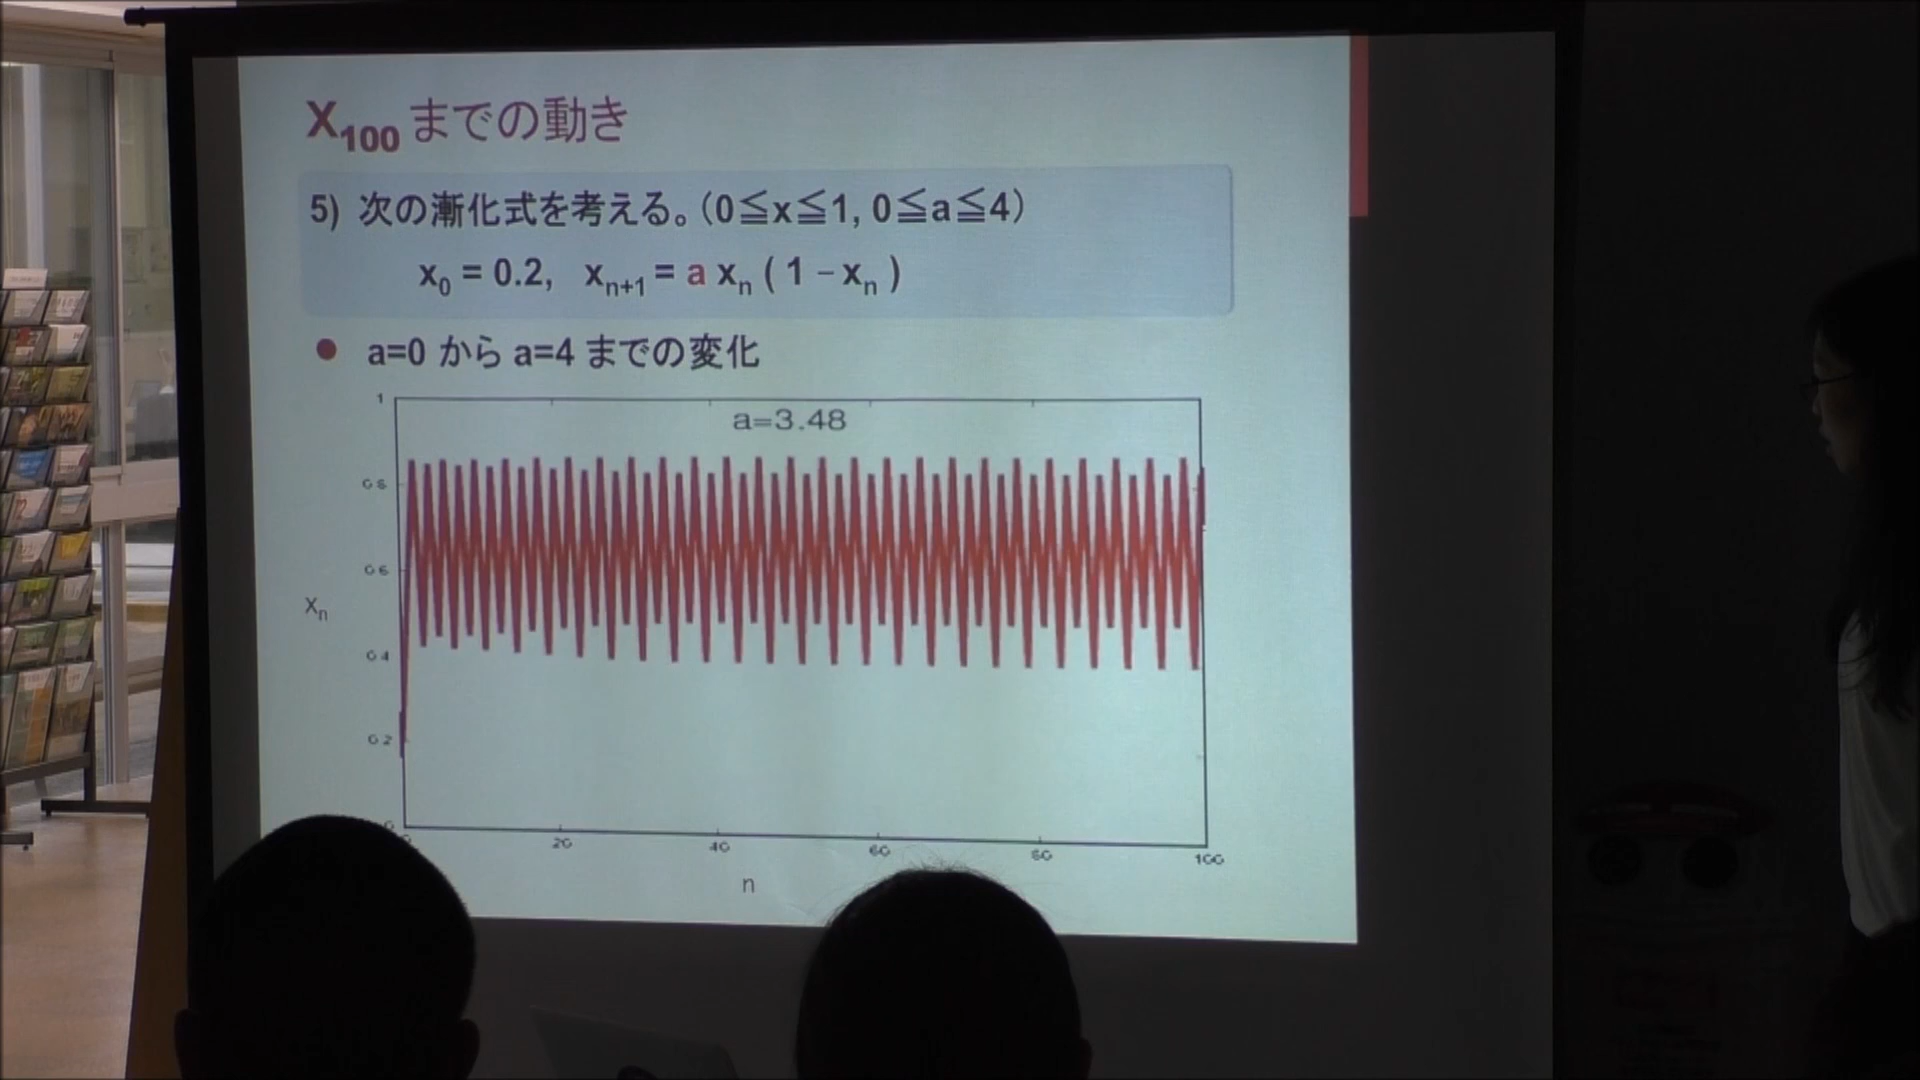 X₁₀₀ までの動き
5) 次の漸化式を考える。（0≦x≦1, 0≦a≦4）
x₀ = 0.2, xₙ₊₁ = a xₙ ( 1 − xₙ )
● a=0 から a=4 までの変化
a=3.48
1
0.8
0.6
xₙ
0.4
0.2
0
0 20 40 60 80 100
n